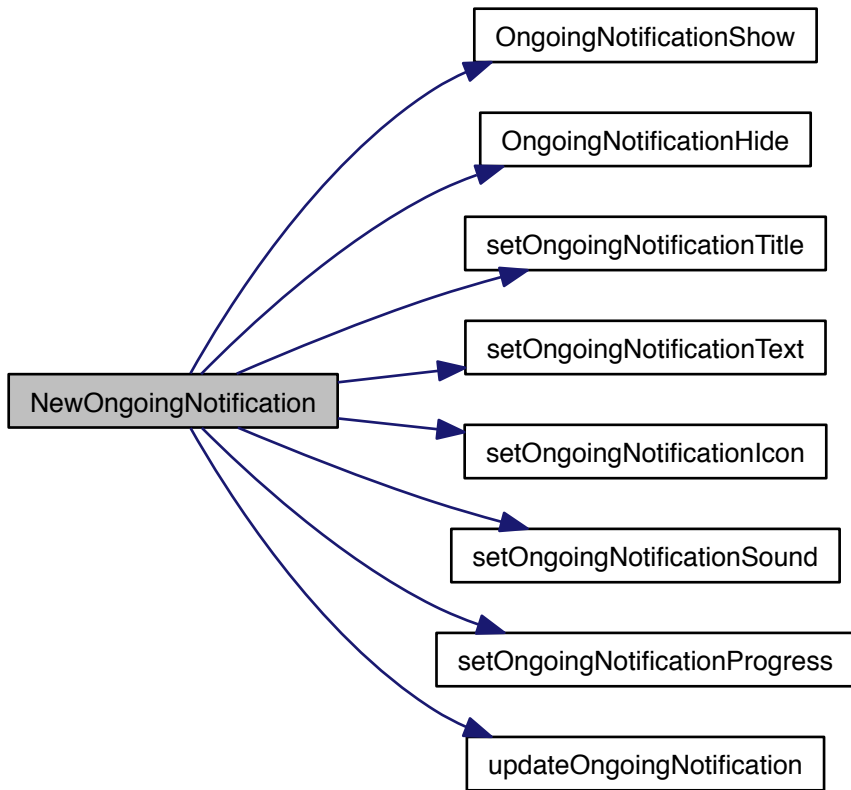 OngoingNotificationShow
OngoingNotificationHide
setOngoingNotificationTitle
setOngoingNotificationText
NewOngoingNotification
setOngoingNotificationIcon
setOngoingNotificationSound
setOngoingNotificationProgress
updateOngoingNotification